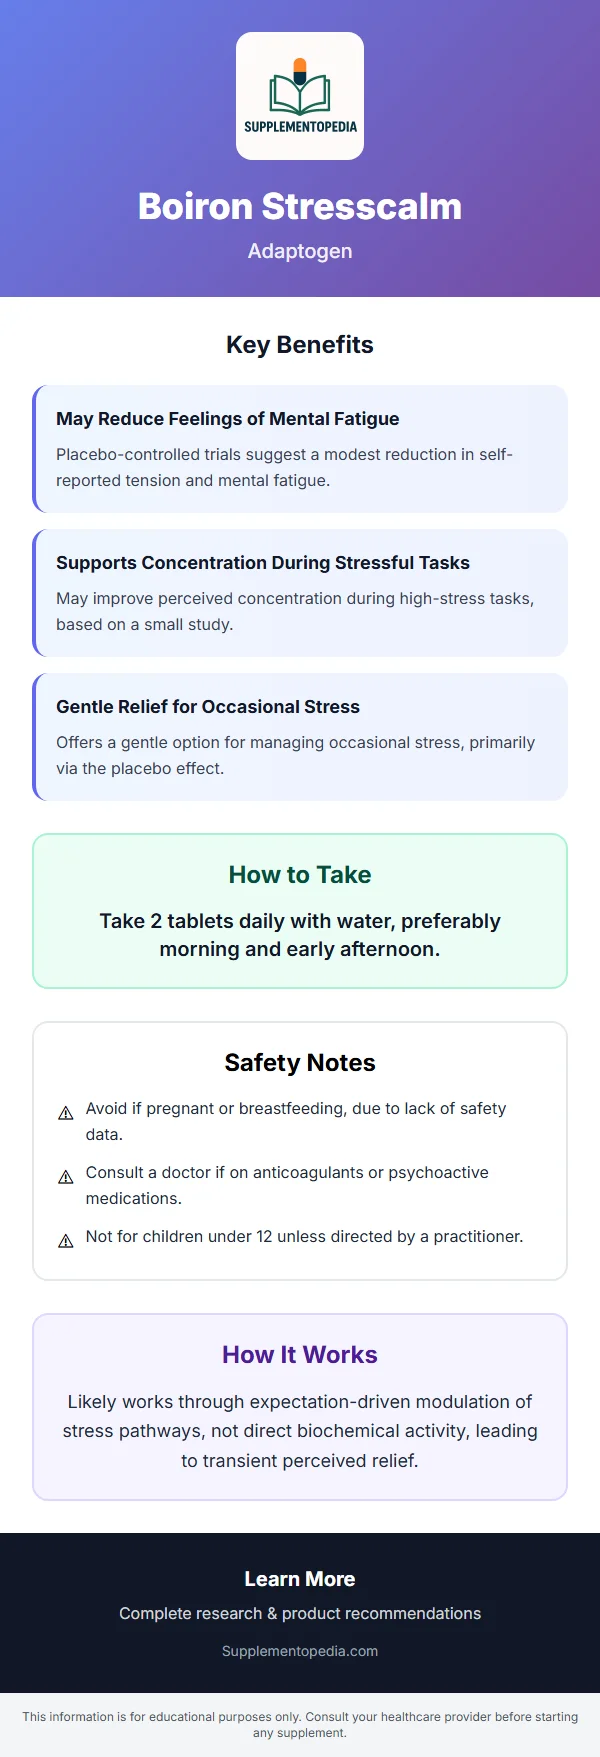 SUPPLEMENTOPEDIA
Boiron Stresscalm
Adaptogen
Key Benefits
May Reduce Feelings of Mental Fatigue
Placebo-controlled trials suggest a modest reduction in self-
reported tension and mental fatigue.
Supports Concentration During Stressful Tasks
May improve perceived concentration during high-stress tasks,
based on a small study.
Gentle Relief for Occasional Stress
Offers a gentle option for managing occasional stress, primarily
via the placebo effect.
How to Take
Take 2 tablets daily with water, preferably
morning and early afternoon.
Safety Notes
Avoid if pregnant or breastfeeding, due to lack of safety
data.
Consult a doctor if on anticoagulants or psychoactive
medications.
Not for children under 12 unless directed by a practitioner.
How It Works
Likely works through expectation-driven modulation of
stress pathways, not direct biochemical activity, leading
to transient perceived relief.
Learn More
Complete research & product recommendations
Supplementopedia.com
This information is for educational purposes only. Consult your healthcare provider before starting
any supplement.